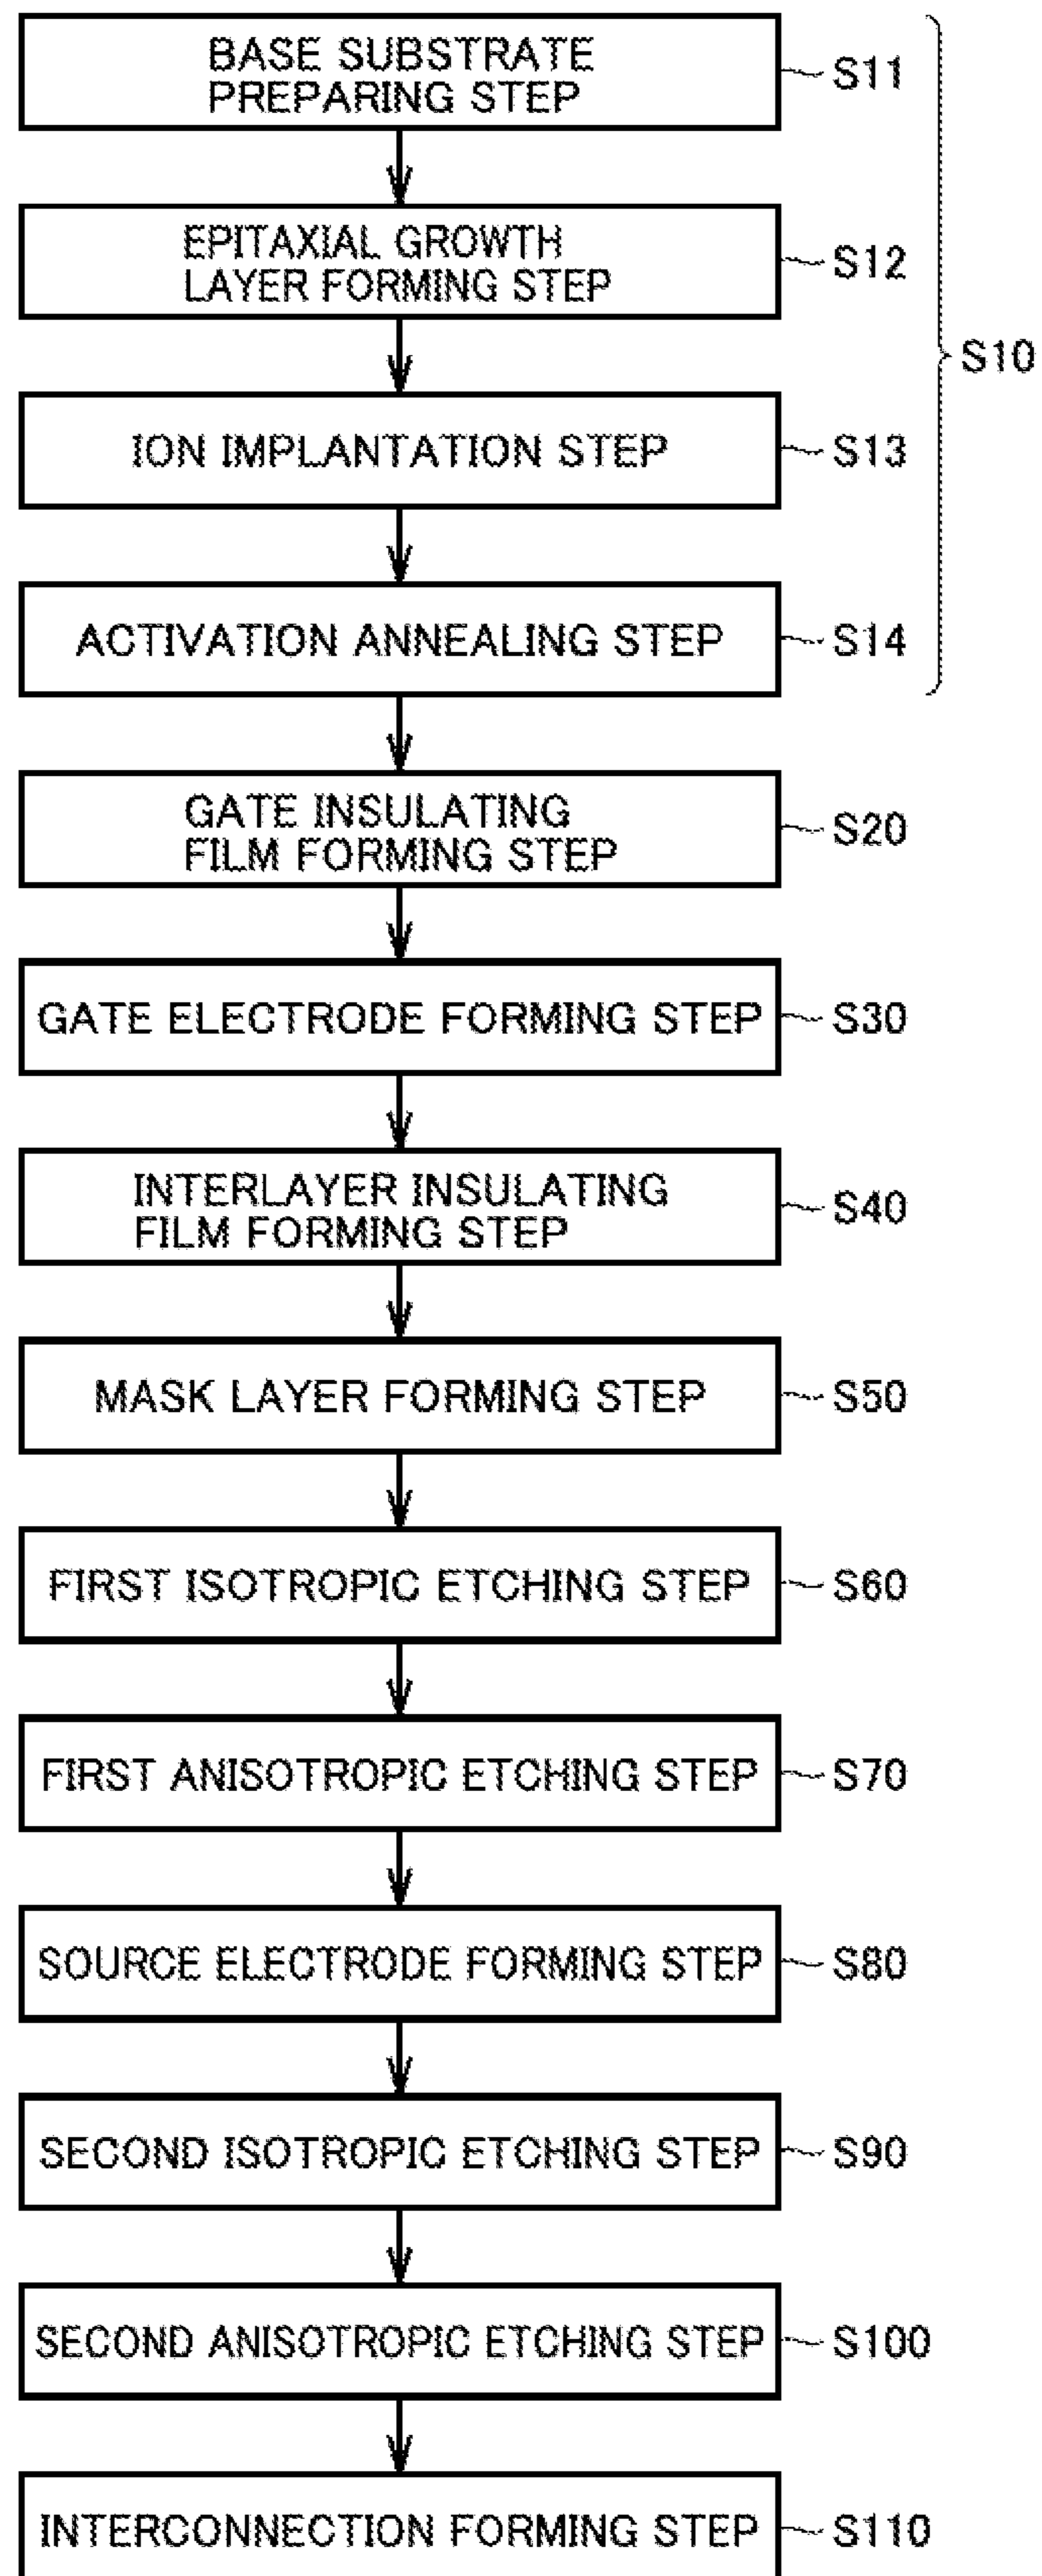 BASE SUBSTRATE
PREPARING STEP
S11
EPITAXIAL GROWTH
LAYER FORMING STEP
S12
S10
ION IMPLANTATION STEP
S13
ACTIVATION ANNEALING STEP
S14
GATE INSULATING
FILM FORMING STEP
S20
GATE ELECTRODE FORMING STEP
S30
INTERLAYER INSULATING
FILM FORMING STEP
S40
MASK LAYER FORMING STEP
S50
FIRST ISOTROPIC ETCHING STEP
S60
FIRST ANISOTROPIC ETCHING STEP
S70
SOURCE ELECTRODE FORMING STEP
S80
SECOND ISOTROPIC ETCHING STEP
S90
SECOND ANISOTROPIC ETCHING STEP
S100
INTERCONNECTION FORMING STEP
S110